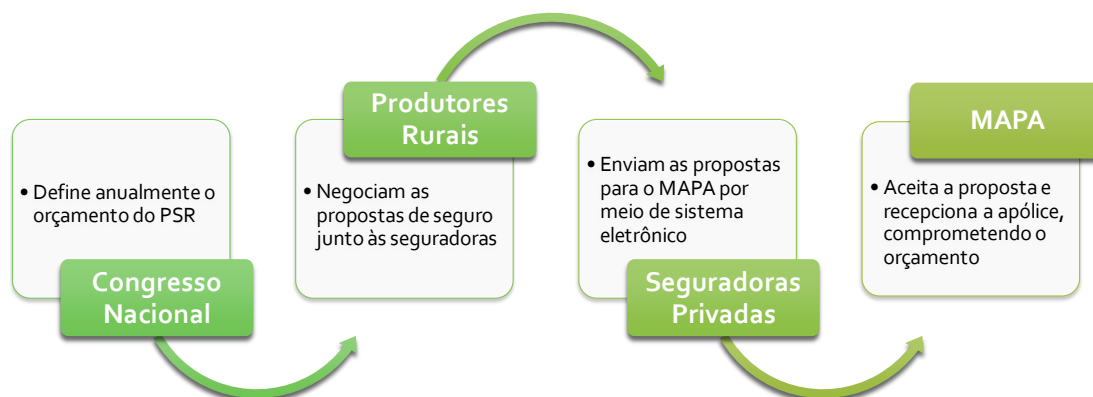 • Define anualmente o
orçamento do PSR
Congresso
Nacional
Produtores
Rurais
• Negociam as
propostas de seguro
junto às seguradoras
• Enviam as propostas
para o MAPA por
meio de sistema
eletrônico
Seguradoras
Privadas
MAPA
• Aceita a proposta e
recepciona a apólice,
comprometendo o
orçamento